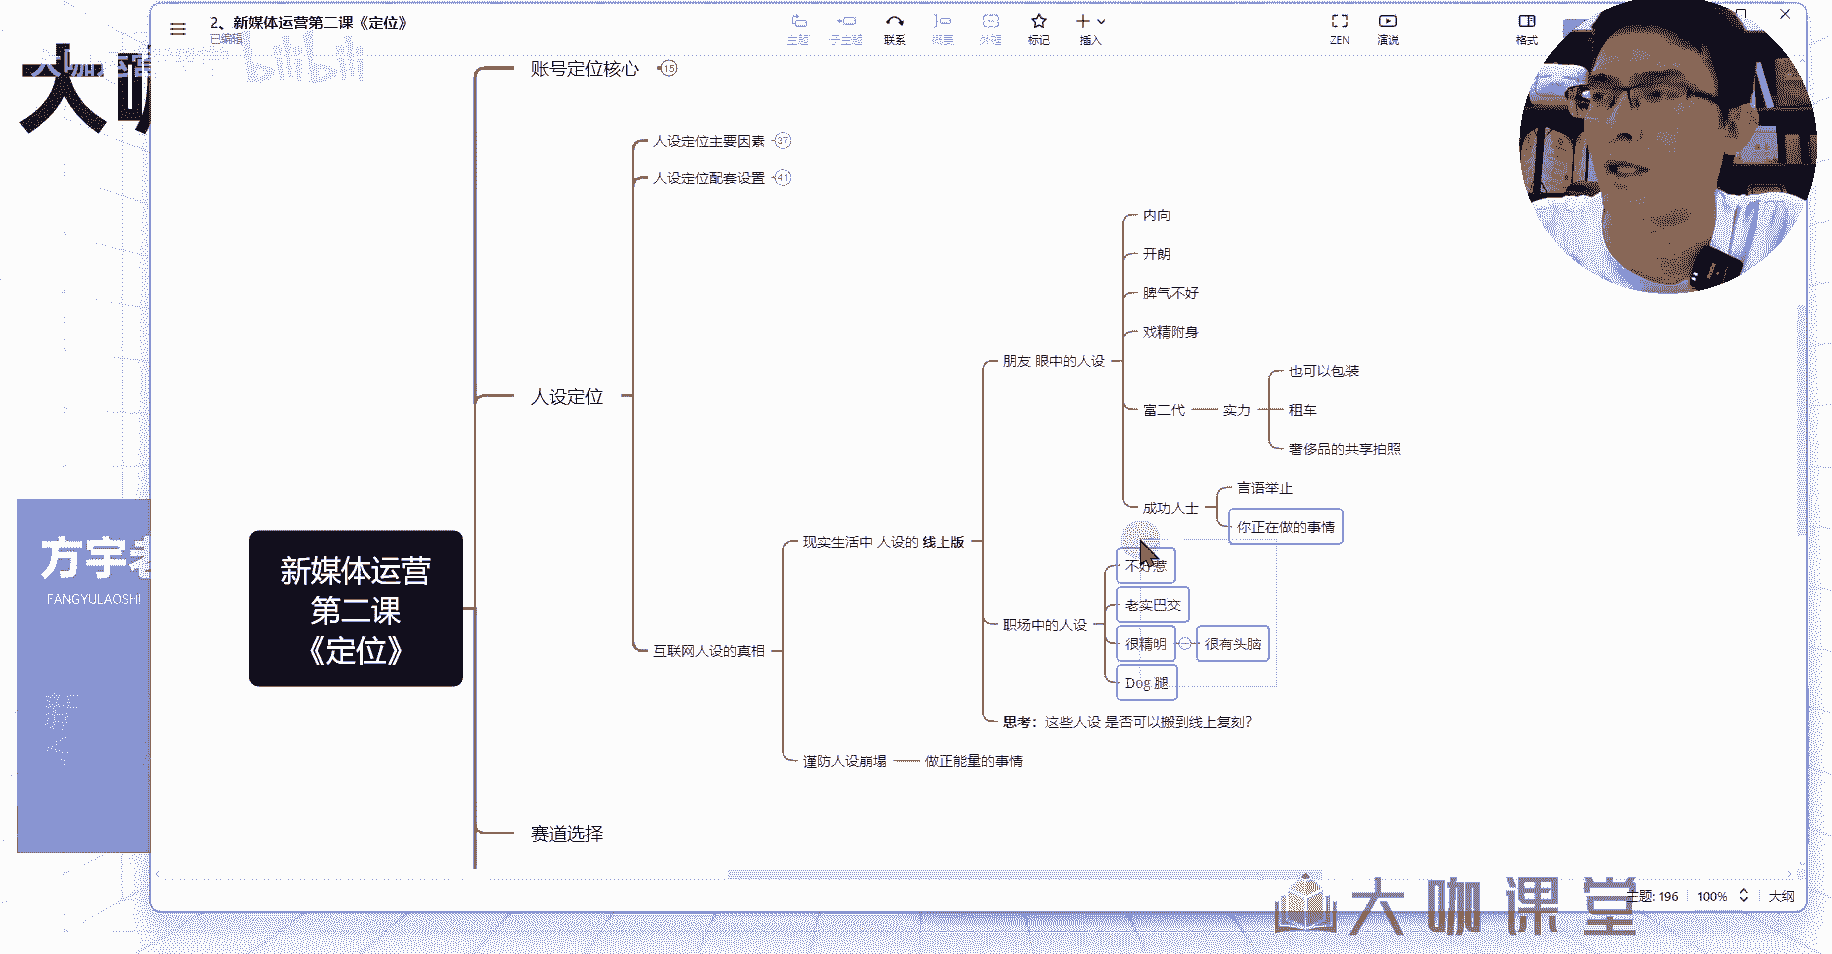 2、新媒体运营第二课《定位》
已编辑
主题
子主题
联系
概要
外框
标记
插入
ZEN
演说
格式
大咖运营
bilibili
大咖
账号定位核心
15
人设定位主要因素
37
人设定位配套设置
41
内向
开朗
脾气不好
戏精附身
朋友 眼中的人设
也可以包装
富二代
实力
租车
奢侈品的共享拍照
人设定位
言语举止
成功人士
你正在做的事情
现实生活中 人设的 线上版
不好惹
老实巴交
职场中的人设
很精明
很有头脑
Dog 腿
互联网人设的真相
思考：这些人设 是否可以搬到线上复刻?
谨防人设崩塌
做正能量的事情
新媒体运营
第二课
《定位》
赛道选择
方宇老
FANGYULAOSHI
大咖课堂
主题: 196
100%
大纲